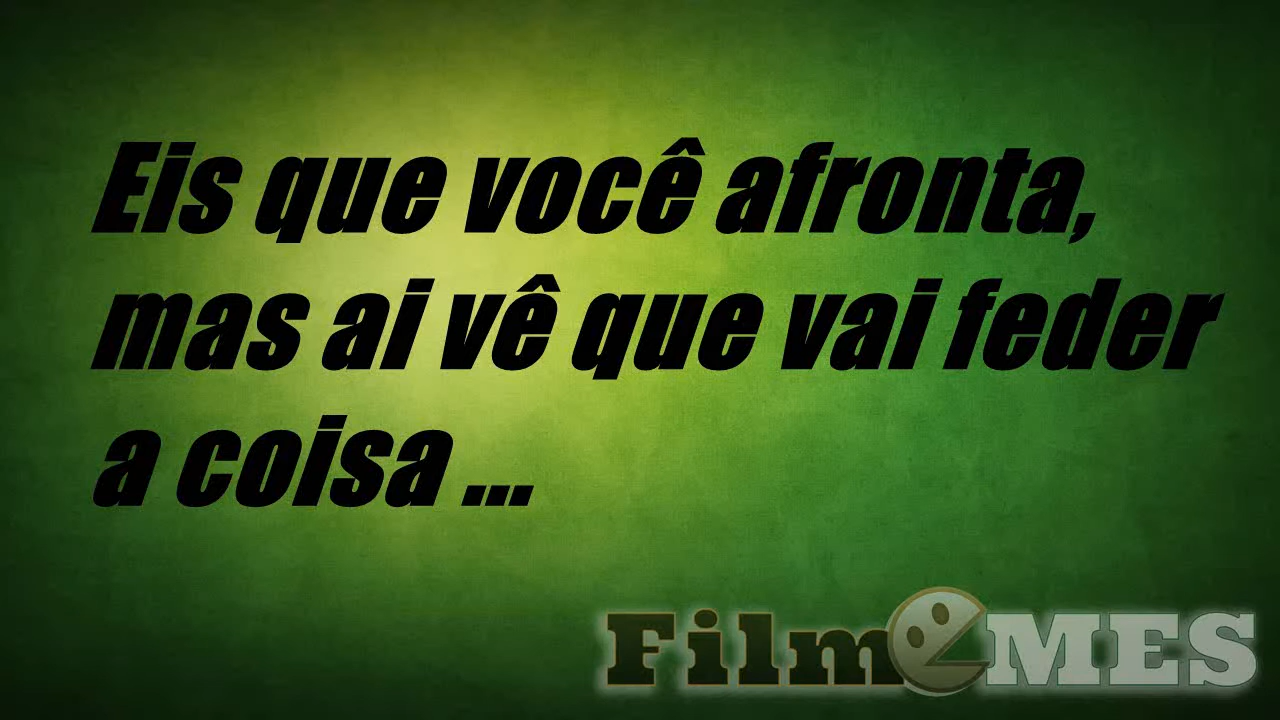 Eis que você afronta,
mas ai vê que vai feder
a coisa ...
FilmeMES